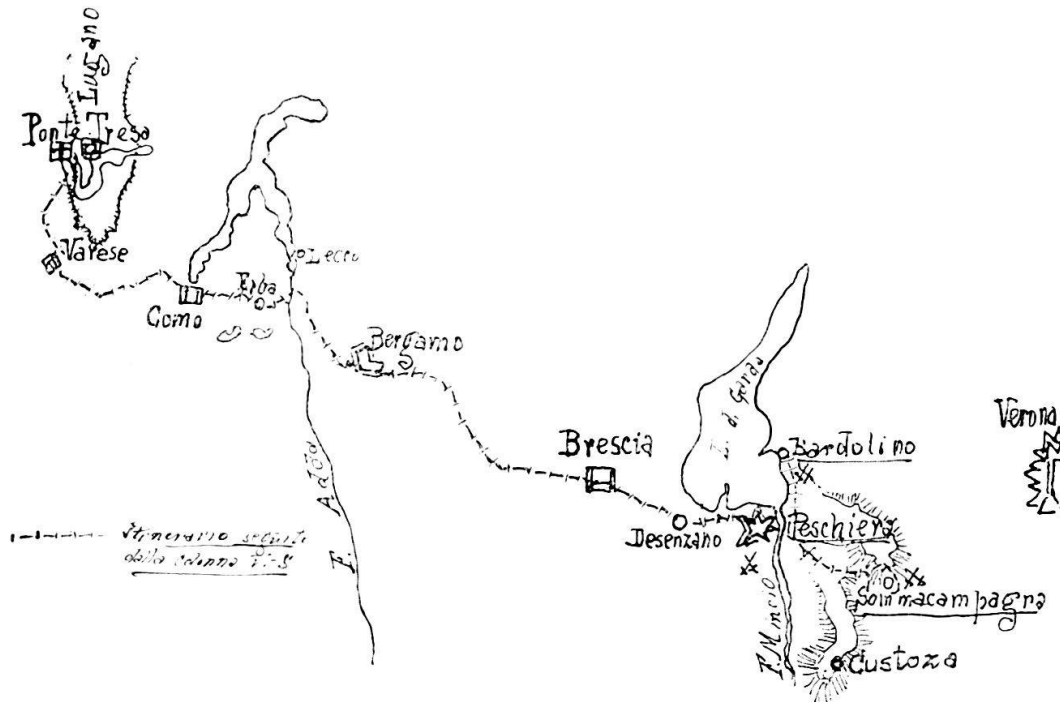 Lugano
Ponte Tresa
Varese
Lecco
Erba
Como
Bergamo
L. d. Garda
Verona
Bardolino
Brescia
F. Adda
Desenzano
Peschiera
Itinerario seguito
dalla colonna
Sommacampagna
F. Mincio
Custoza